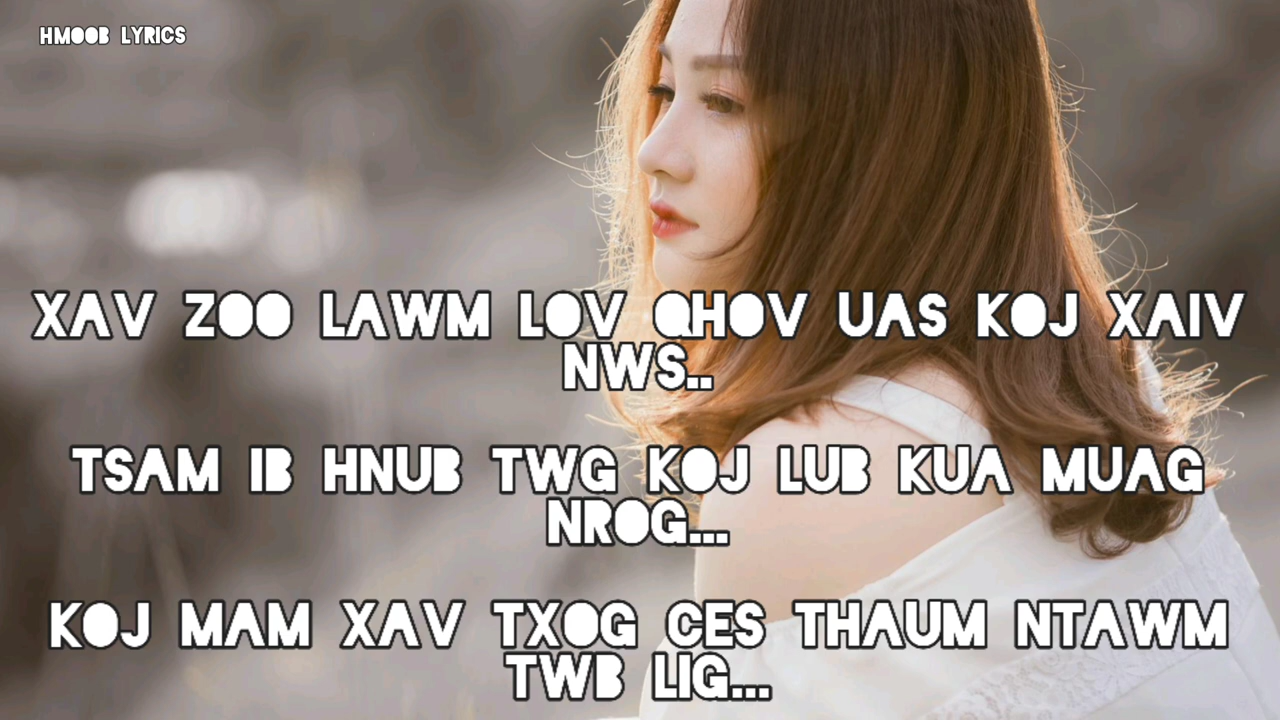 HMOOB LYRICS
XAV ZOO LAWM LOV QHOV UAS KOJ XAIV
NWS..
TSAM IB HNUB TWG KOJ LUB KUA MUAG
NROG...
KOJ MAM XAV TXOG CES THAUM NTAWM
TWB LIG...